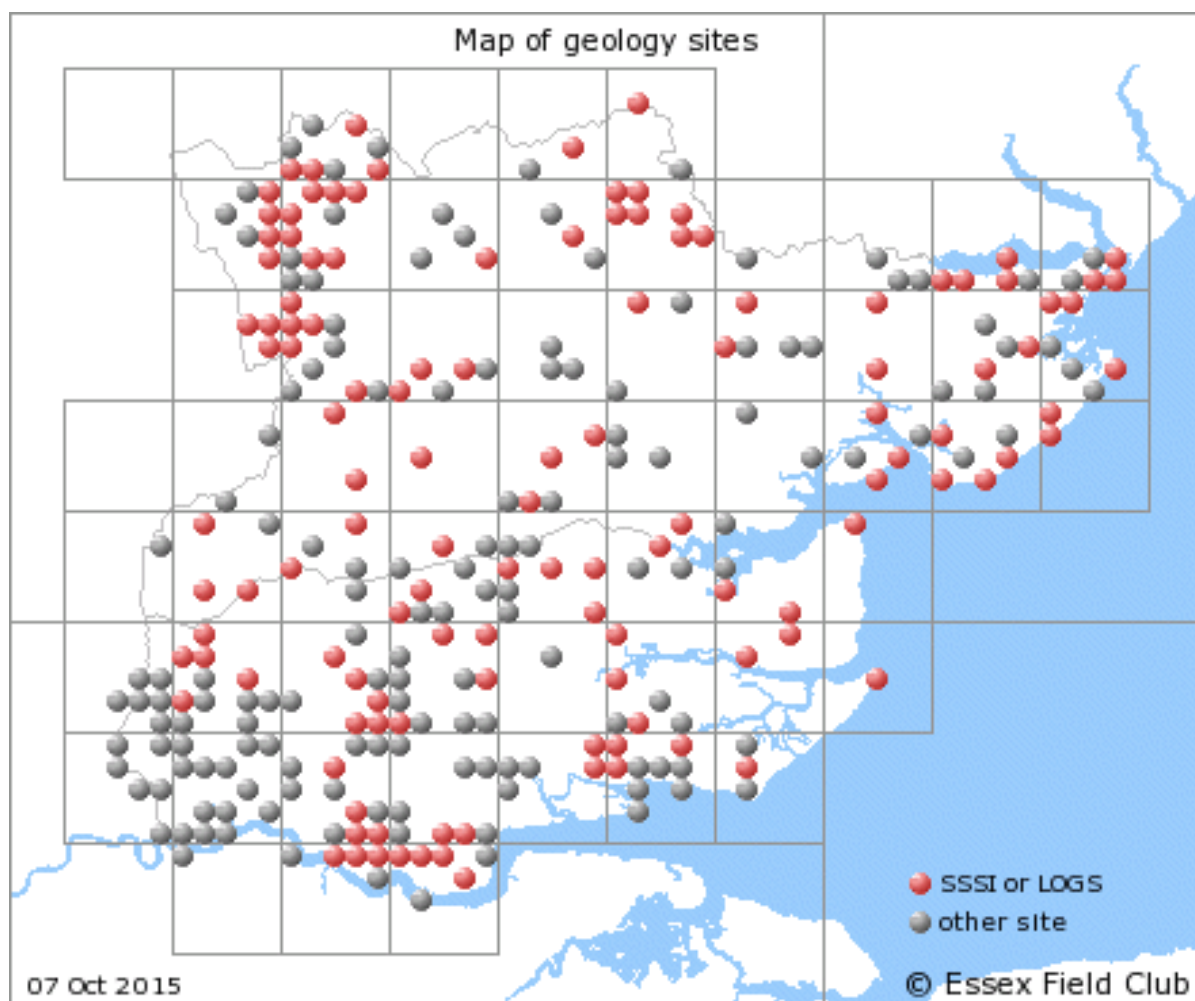 Map of geology sites
SSSI or LOGS
other site
07 Oct 2015
© Essex Field Club